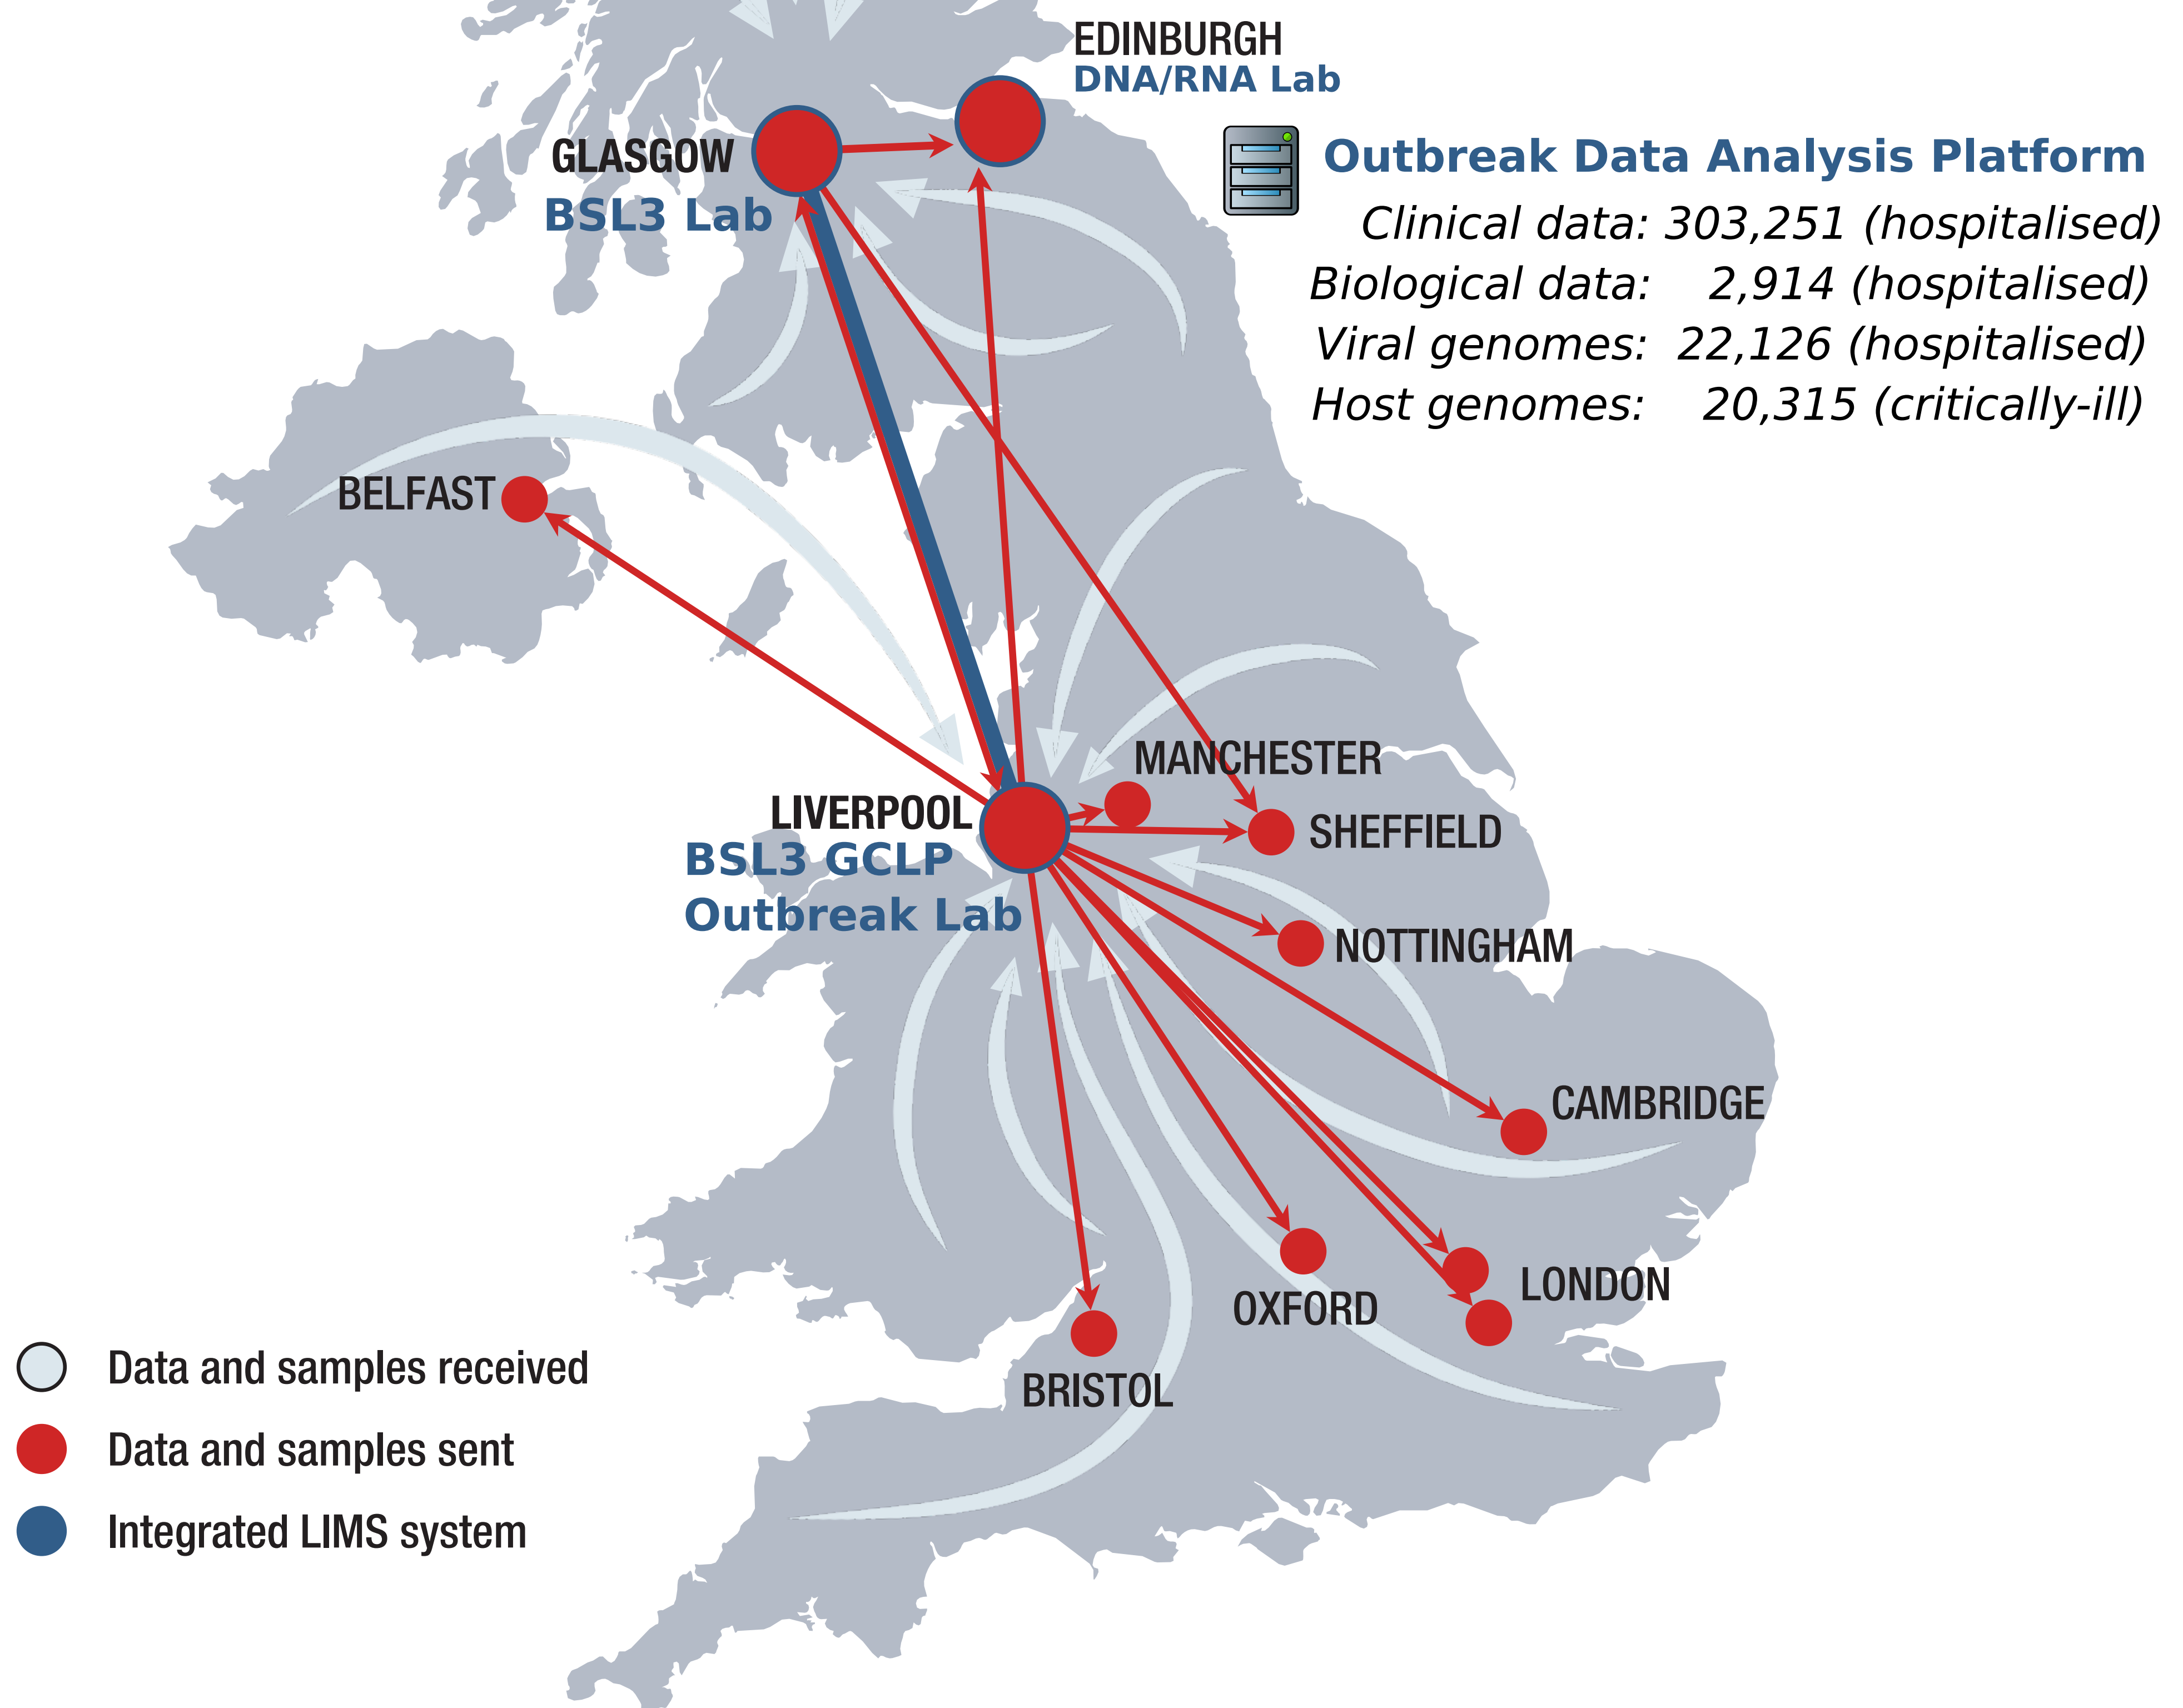 EDINBURGH
DNA/RNA Lab
GLASGOW
BSL3 Lab
Outbreak Data Analysis Platform
Clinical data: 303,251 (hospitalised)
Biological data: 2,914 (hospitalised)
Viral genomes: 22,126 (hospitalised)
Host genomes: 20,315 (critically-ill)
BELFAST
MANCHESTER
LIVERPOOL
BSL3 GCLP
Outbreak Lab
SHEFFIELD
NOTTINGHAM
CAMBRIDGE
LONDON
OXFORD
BRISTOL
Data and samples received
Data and samples sent
Integrated LIMS system